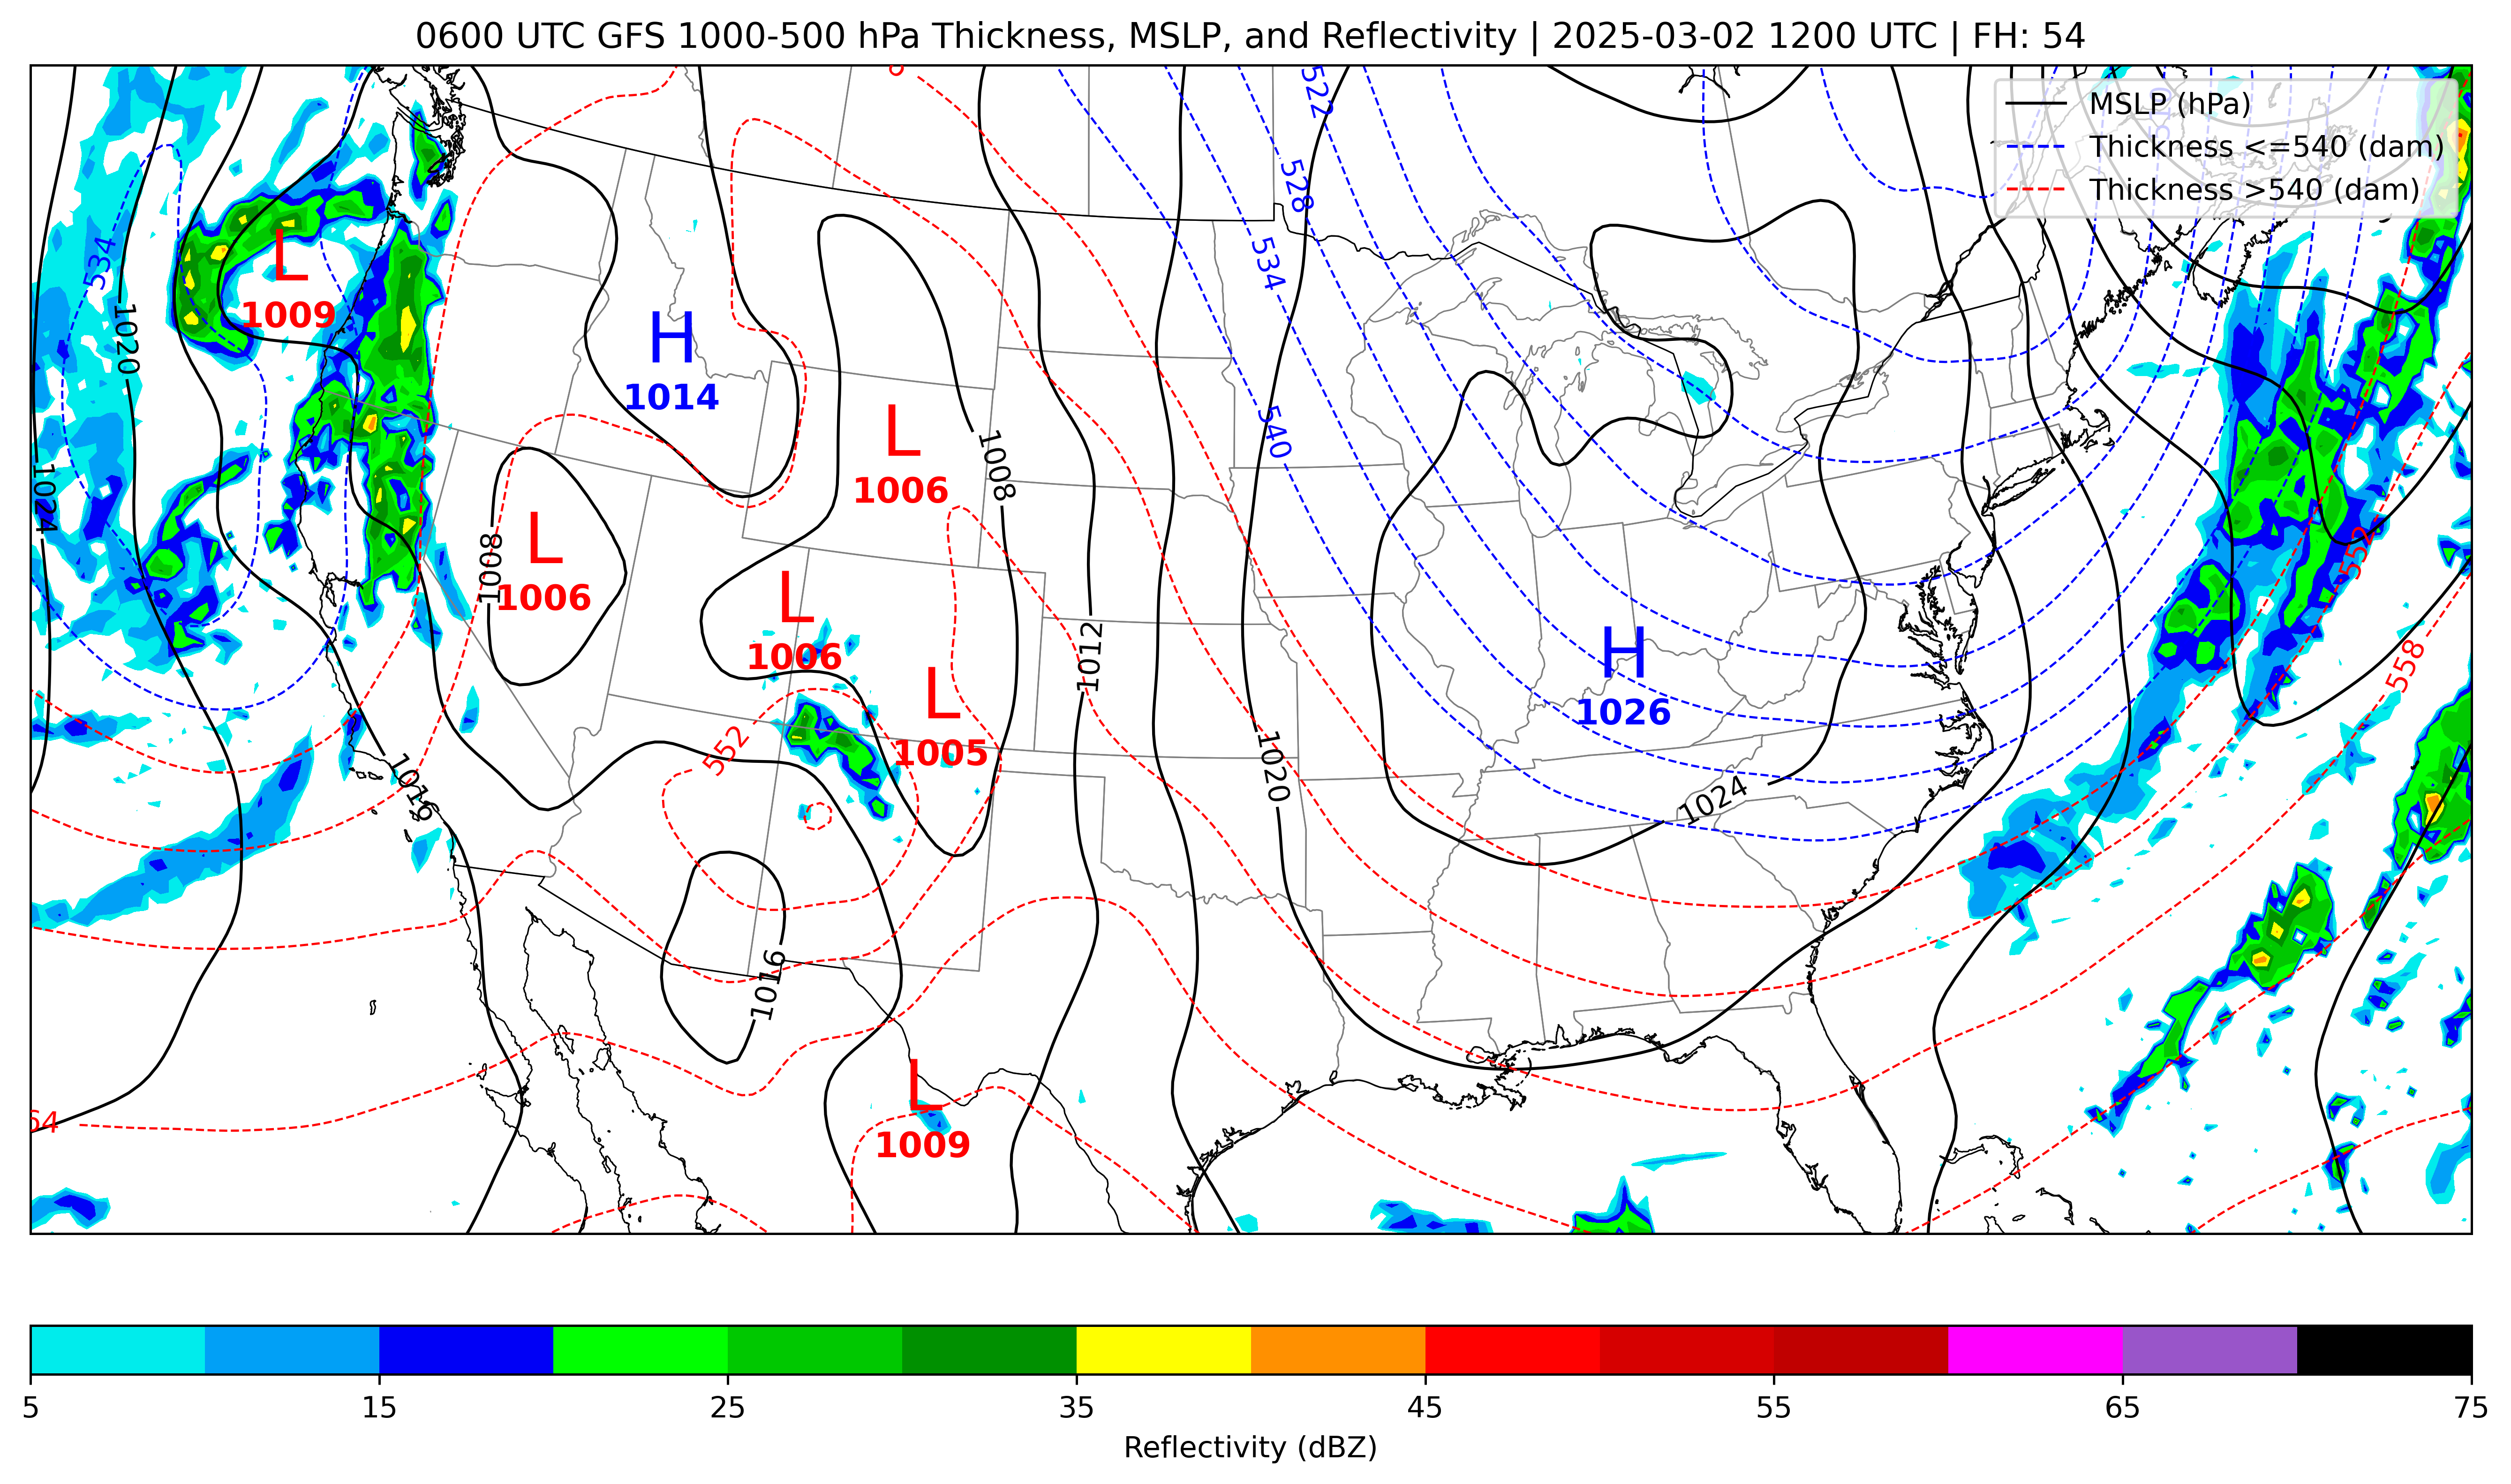 0600 UTC GFS 1000-500 hPa Thickness, MSLP, and Reflectivity | 2025-03-02 1200 UTC | FH: 54
MSLP (hPa)
Thickness <=540 (dam)
Thickness >540 (dam)
522
528
534
534
540
L
1009
1020
H
1014
L
1006
1008
1024
L
1006
1008
L
1006
L
1005
1012
H
1026
552
558
552
1016
1020
1024
1016
L
1009
5 15 25 35 45 55 65 75
Reflectivity (dBZ)